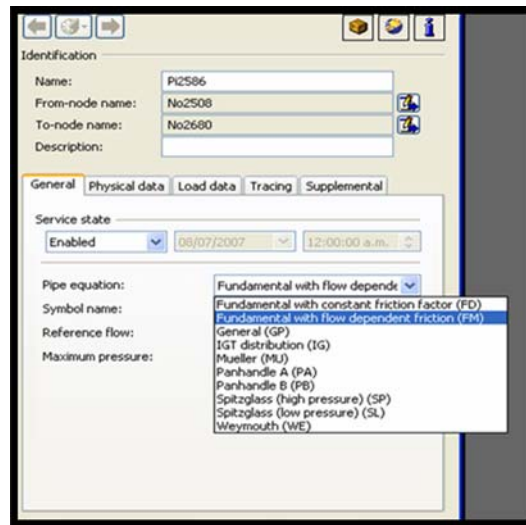 Identification
Name: Pi2586
From-node name: No2508
To-node name: No2680
Description:
General Physical data Load data Tracing Supplemental
Service state
Enabled 08/07/2007 12:00:00 a.m.
Pipe equation: Fundamental with flow depende
Symbol name:
Reference flow:
Maximum pressure:
Fundamental with constant friction factor (FD)
Fundamental with flow dependent friction (FM)
General (GP)
IGT distribution (IG)
Mueller (MU)
Panhandle A (PA)
Panhandle B (PB)
Spitzglass (high pressure) (SP)
Spitzglass (low pressure) (SL)
Weymouth (WE)